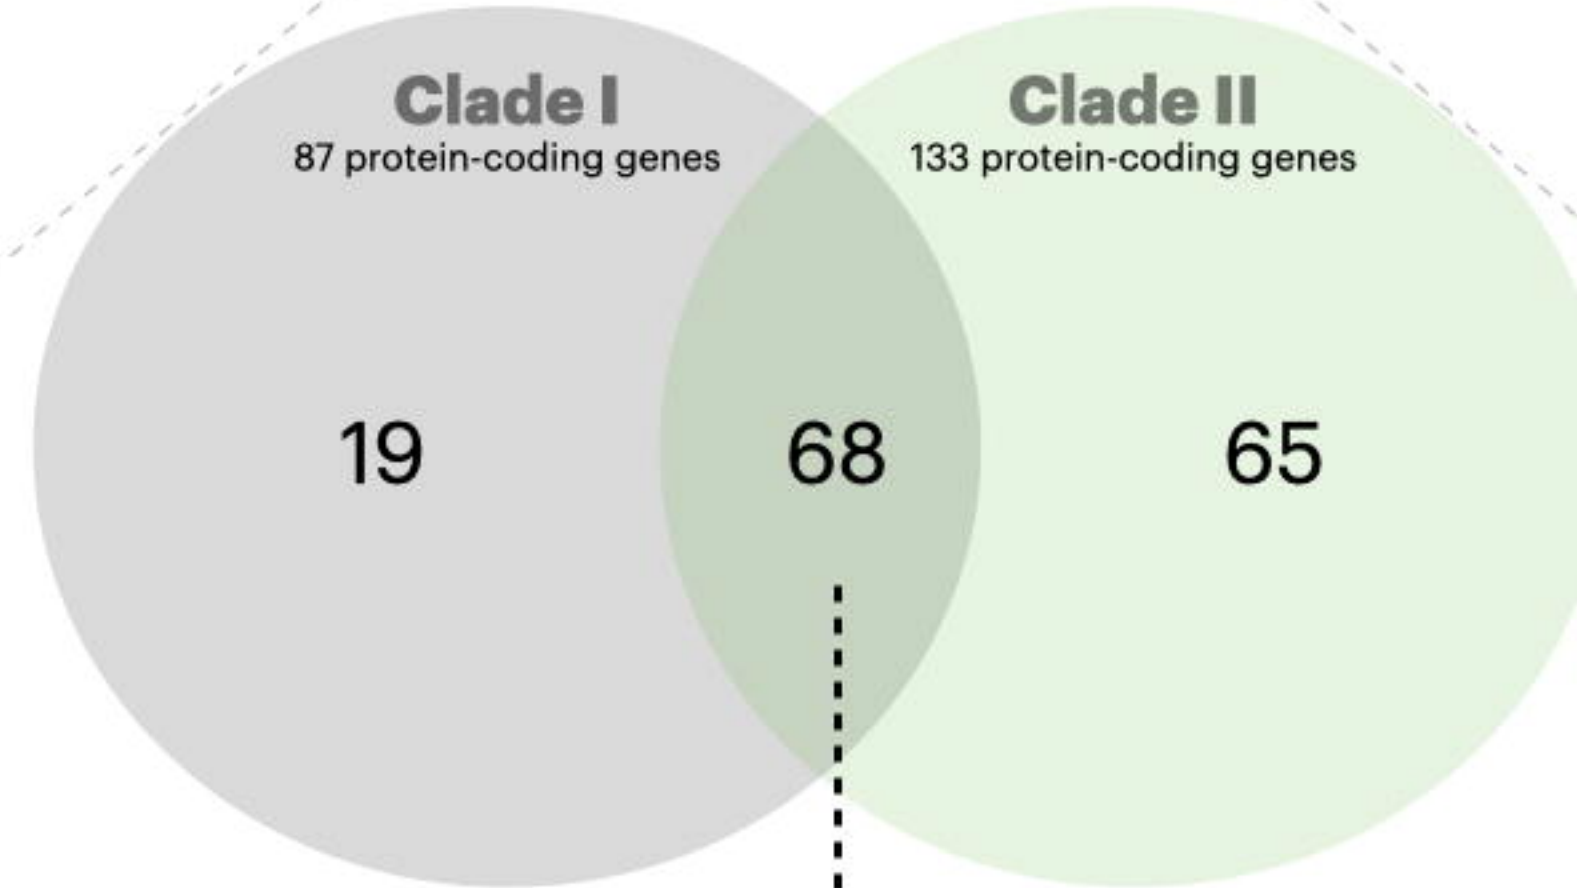 Clade I
87 protein-coding genes
Clade II
133 protein-coding genes
19
68
65